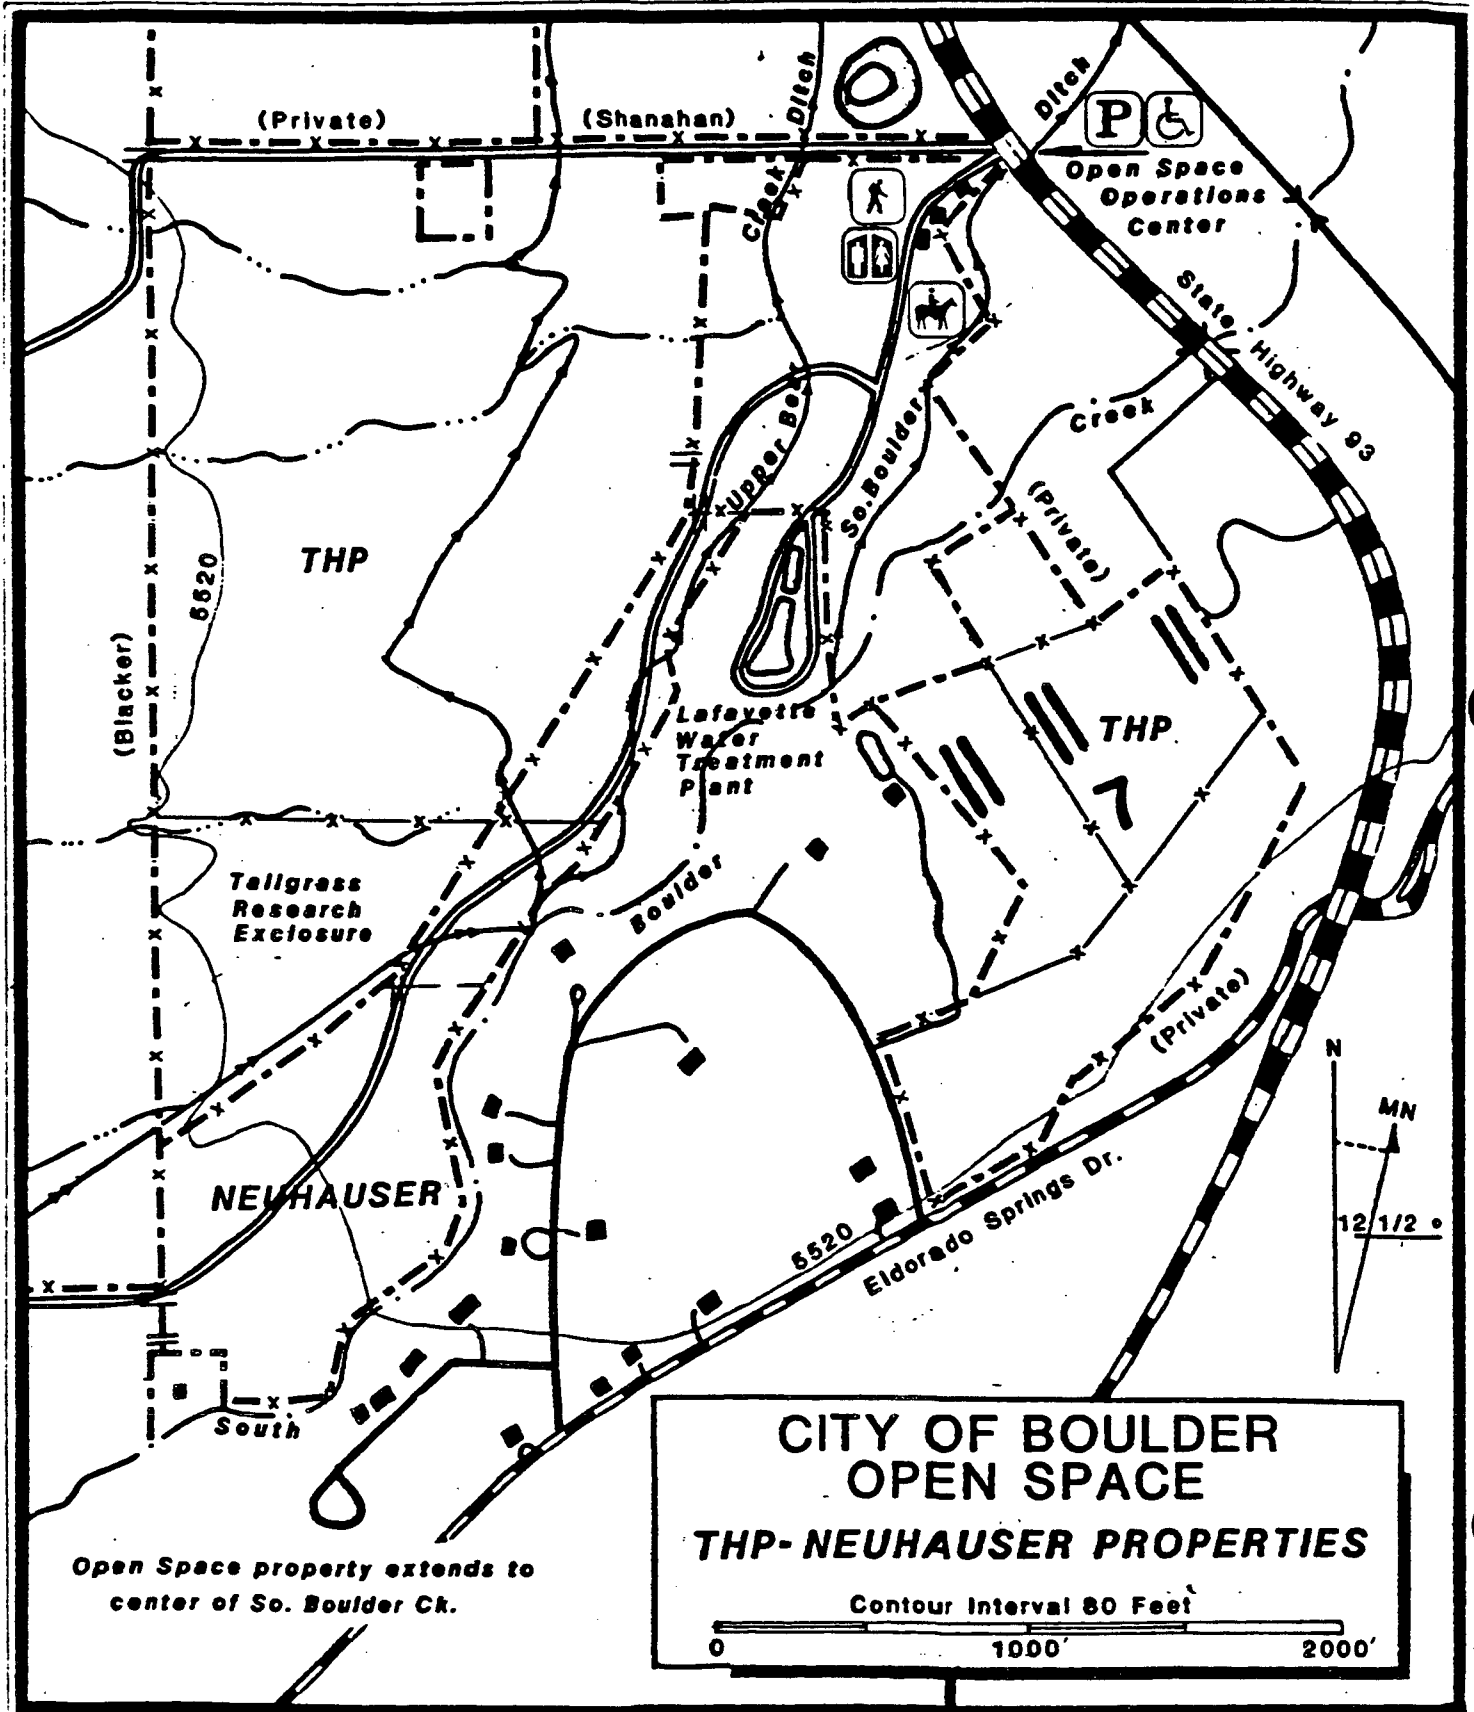 (Private)
(Shanahan)
Ditch
Ditch
P
Open Space
Operations
Center
Clear
State Highway 93
Creek
Upper Bear
So. Boulder
(Private)
THP
5520
(Blacker)
Lafayette
Water
Treatment
Plant
THP
7
Tallgrass
Research
Exclosure
Boulder
(Private)
N
MN
12 1/2 °
NEUHAUSER
5520
Eldorado Springs Dr.
South
CITY OF BOULDER
OPEN SPACE
THP-NEUHAUSER PROPERTIES
Contour Interval 80 Feet
0 1000' 2000'
Open Space property extends to
center of So. Boulder Ck.